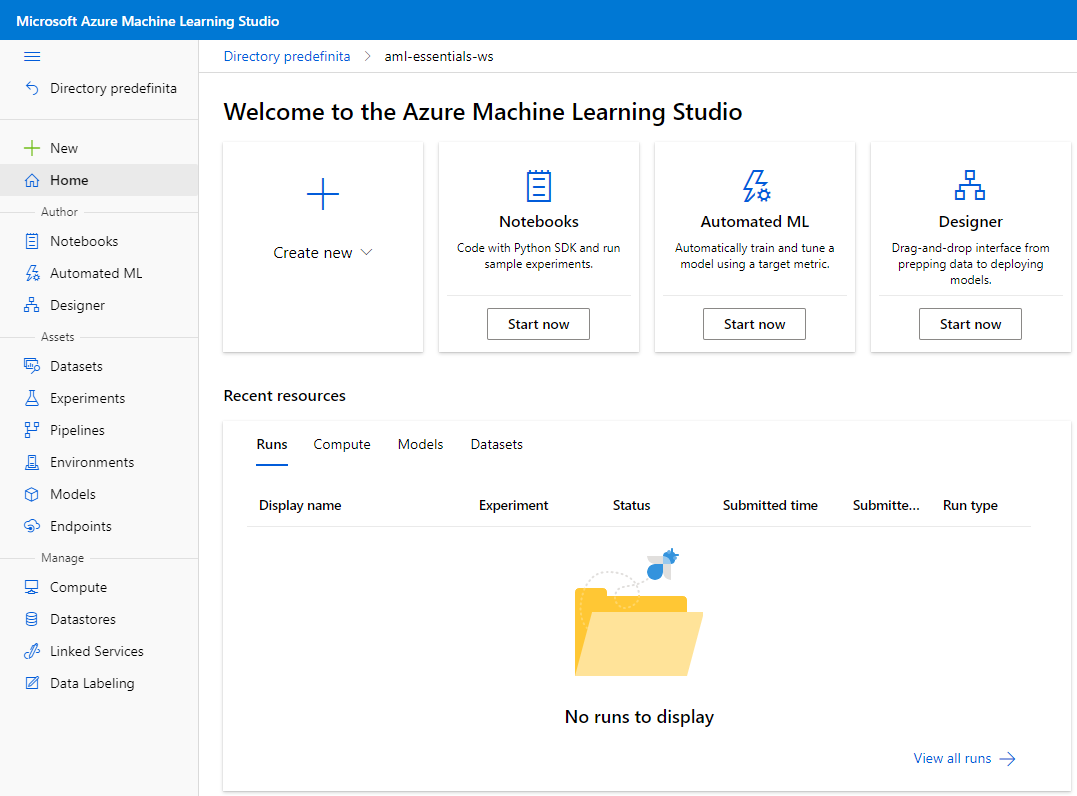 Microsoft Azure Machine Learning Studio
Directory predefinita
New
Home
Author
Notebooks
Automated ML
Designer
Assets
Datasets
Experiments
Pipelines
Environments
Models
Endpoints
Manage
Compute
Datastores
Linked Services
Data Labeling
Directory predefinita > aml-essentials-ws
Welcome to the Azure Machine Learning Studio
Create new
Notebooks
Code with Python SDK and run
sample experiments.
Start now
Automated ML
Automatically train and tune a
model using a target metric.
Start now
Designer
Drag-and-drop interface from
prepping data to deploying
models.
Start now
Recent resources
Runs Compute Models Datasets
Display name Experiment Status Submitted time Submitte... Run type
No runs to display
View all runs